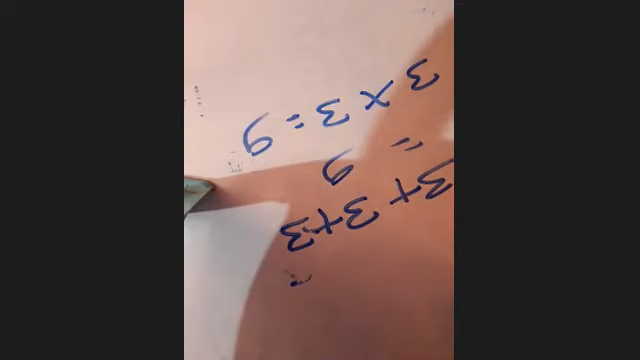 3+3+3
= 9
3 x 3 = 9